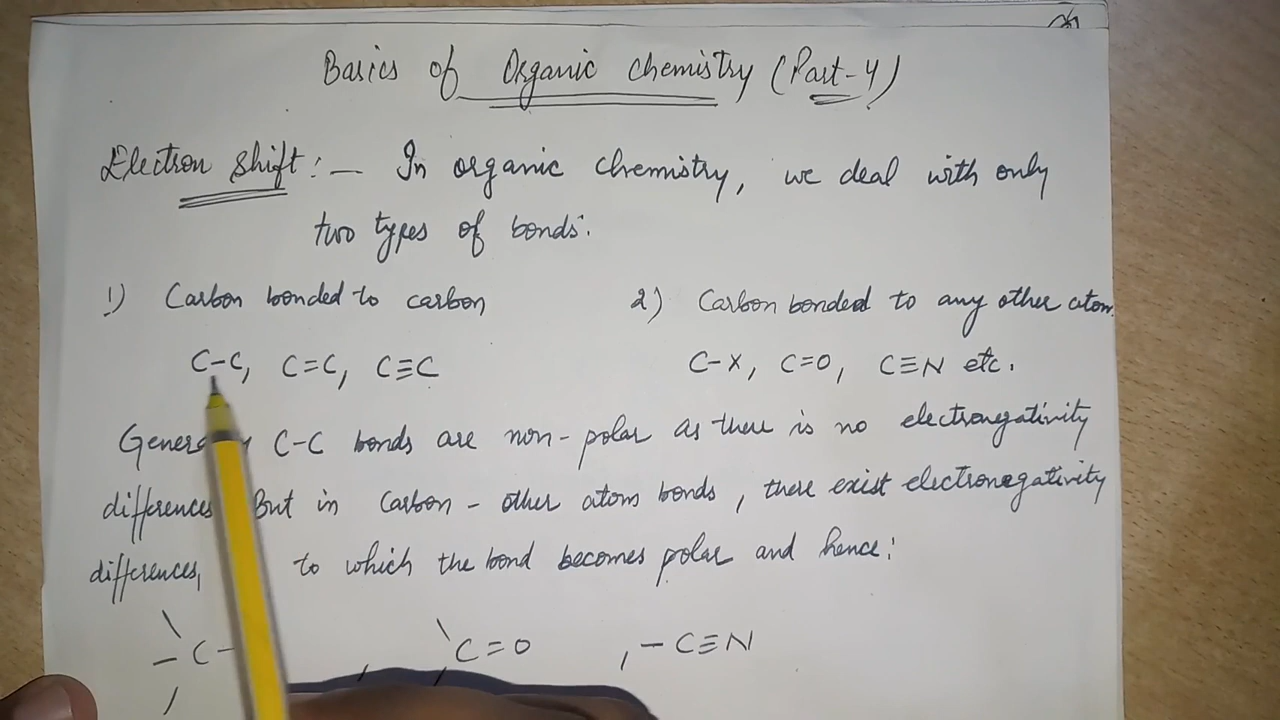 Basics of Organic Chemistry (Part-4)
Electron Shift :— In organic chemistry, we deal with only
two types of bonds.
1) Carbon bonded to carbon
2) Carbon bonded to any other atom.
C-C, C=C, C≡C
C-X, C=O, C≡N etc.
C-C bonds are non-polar as there is no electronegativity
differences But in Carbon - other atom bonds, there exist electronegativity
differences, to which the bond becomes polar and hence:
-C-
C=O
, -C≡N